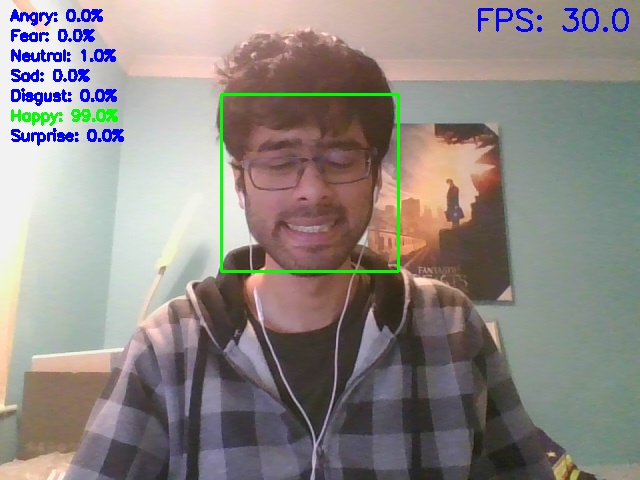 Angry: 0.0%
Fear: 0.0%
Neutral: 1.0%
Sad: 0.0%
Disgust: 0.0%
Happy: 99.0%
Surprise: 0.0%
FPS: 30.0
FANTASTIC